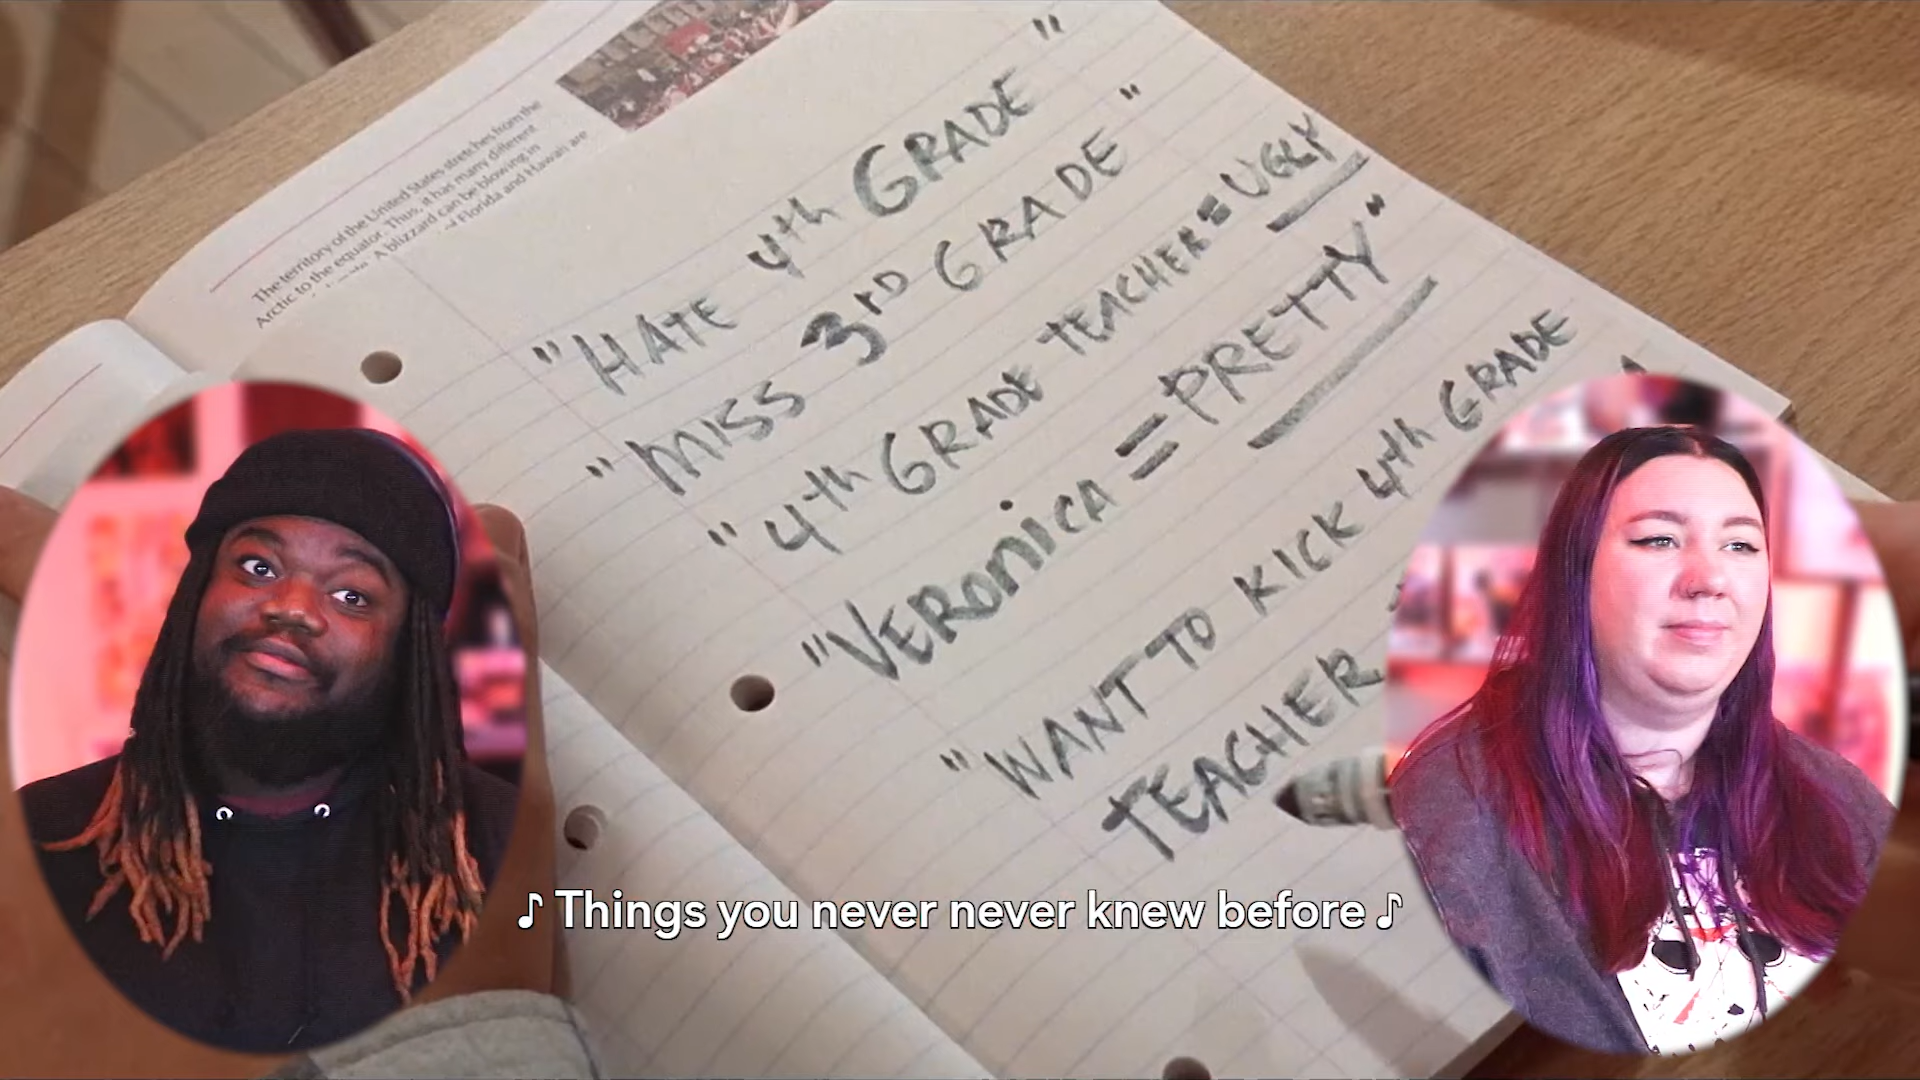 The territory of the United States stretches from the
Arctic to the equator. Thus, it has many different
A blizzard can be blowing in
Florida and Hawaii are
"HATE 4th GRADE"
"MISS 3RD GRADE"
"4th GRADE TEACHER = UGLY
"VERONICA = PRETTY"
"WANT TO KICK 4th GRADE
TEACHER
♪ Things you never never knew before ♪